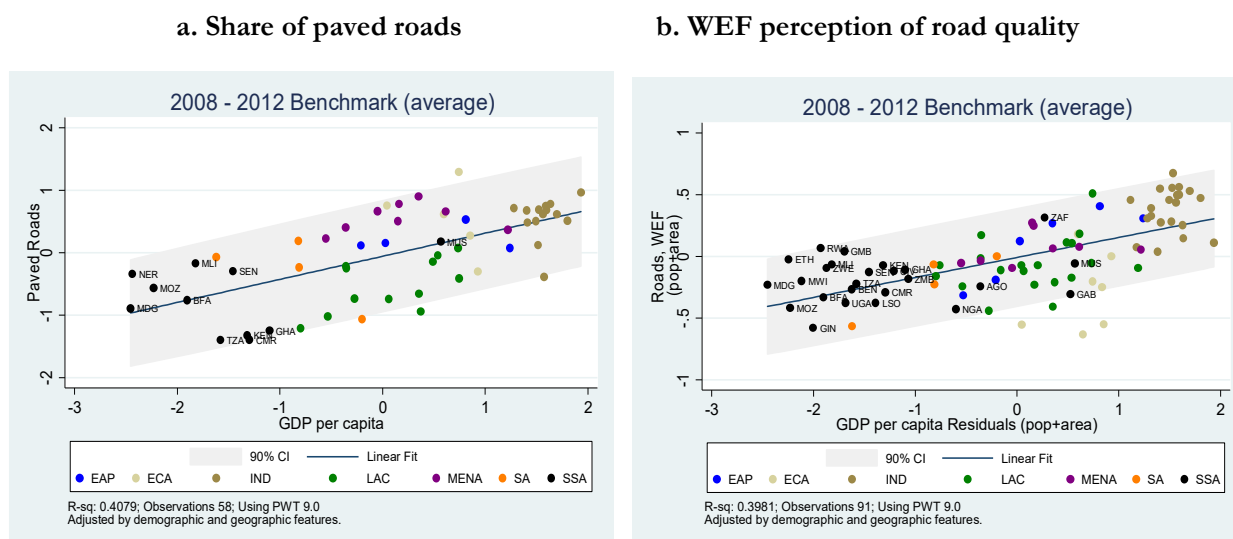 a. Share of paved roads
b. WEF perception of road quality
2008 - 2012 Benchmark (average)
Paved Roads
2
1
0
-1
-2
NER
MOZ
MDG
MLI
SEN
BFA
TZA
CMR
GHA
MUS
-3 -2 -1 0 1 2
GDP per capita
90% CI Linear Fit
EAP ECA IND LAC MENA SA SSA
R-sq: 0.4079; Observations 58; Using PWT 9.0
Adjusted by demographic and geographic features.
2008 - 2012 Benchmark (average)
Roads, WEF
(pop+area)
1
.5
0
-.5
-1
ETH
GMB
MLI
ZWE
KEN
SEN
GHA
MDG
MWI
TZA
BEN
ZMB
BFA
CMR
MOZ
UGA
LSO
GIN
NGA
AGO
ZAF
MUS
GAB
-3 -2 -1 0 1 2
GDP per capita Residuals (pop+area)
90% CI Linear Fit
EAP ECA IND LAC MENA SA SSA
R-sq: 0.3981; Observations 91; Using PWT 9.0
Adjusted by demographic and geographic features.